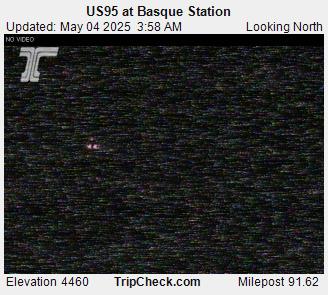 US95 at Basque Station
Updated: May 04 2025  3:58 AM Looking North
NO VIDEO
Elevation 4460 TripCheck.com Milepost 91.62